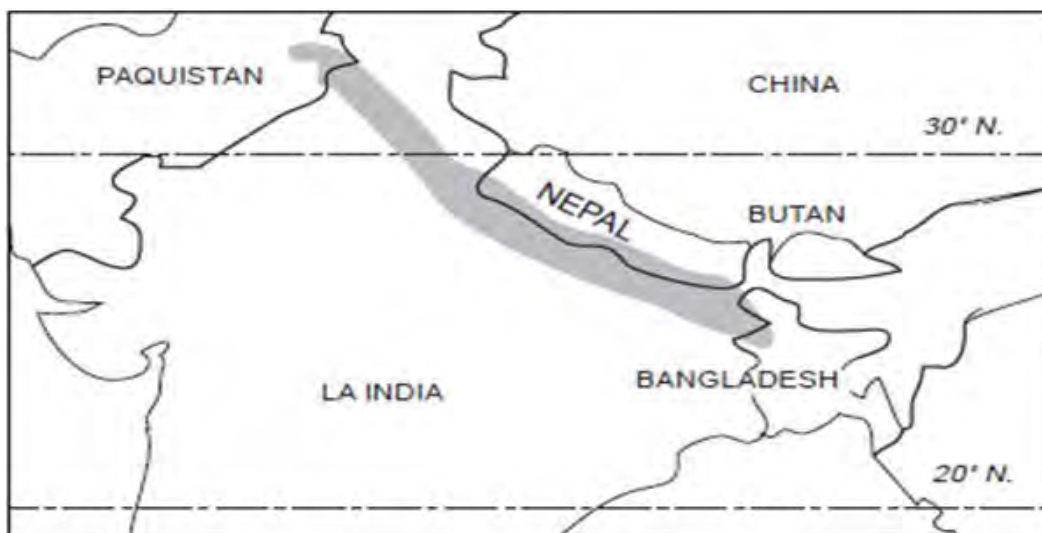 PAQUISTAN
CHINA
30° N.
NEPAL
BUTAN
LA INDIA
BANGLADESH
20° N.